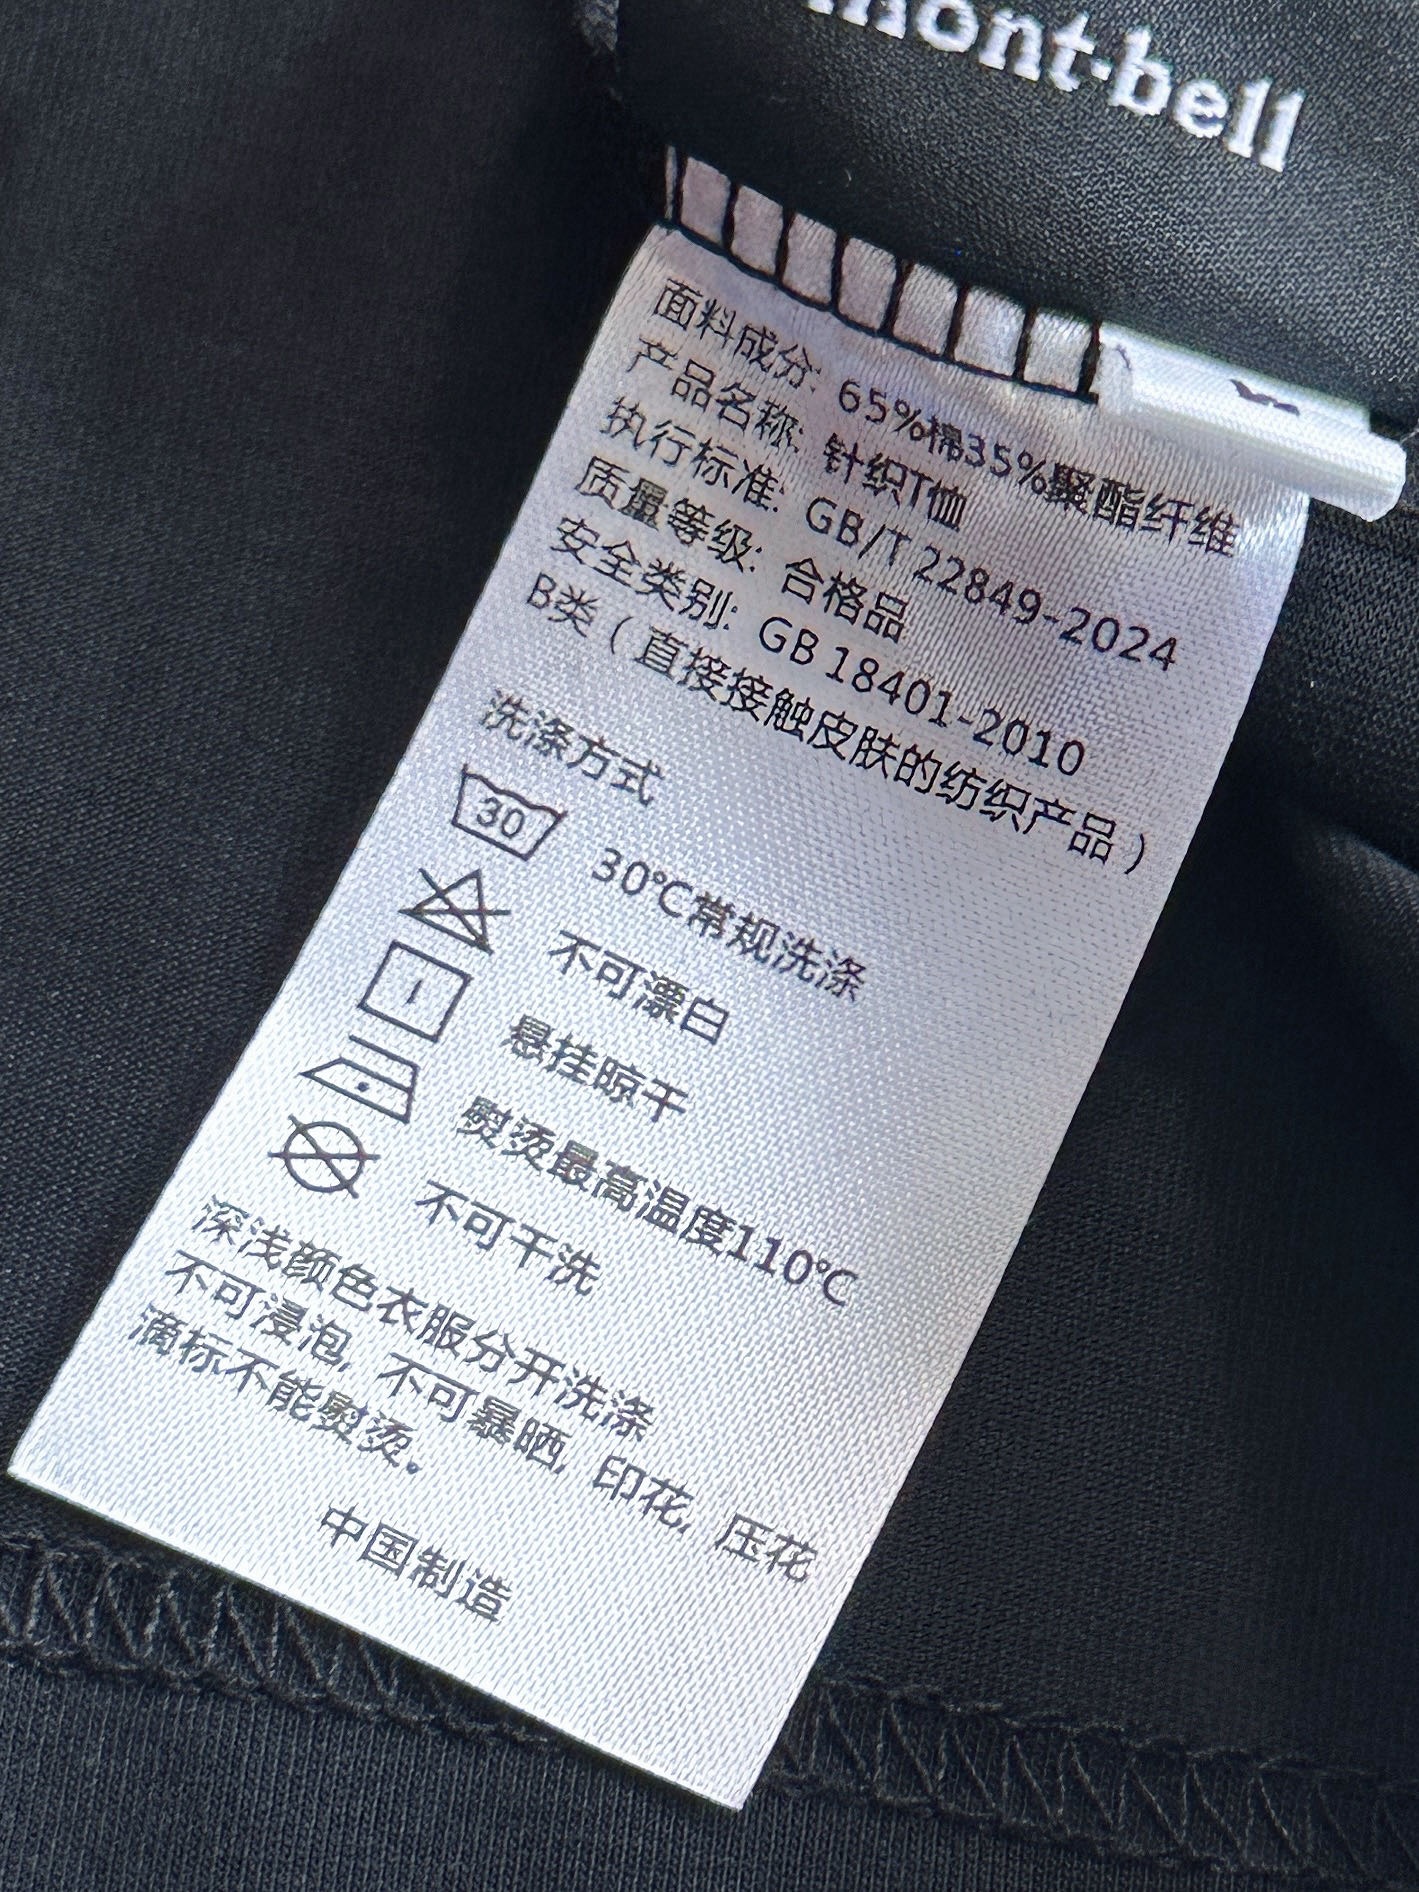 mont-bell
面料成分: 65%棉35%聚酯纤维
产品名称: 针织T恤
执行标准: GB/T 22849-2024
质量等级: 合格品
安全类别: GB 18401-2010
B类（直接接触皮肤的纺织产品）
洗涤方式
30 30℃常规洗涤
不可漂白
悬挂晾干
熨烫最高温度110℃
不可干洗
深浅颜色衣服分开洗涤
不可浸泡, 不可暴晒, 印花, 压花
滴标不能熨烫。
中国制造